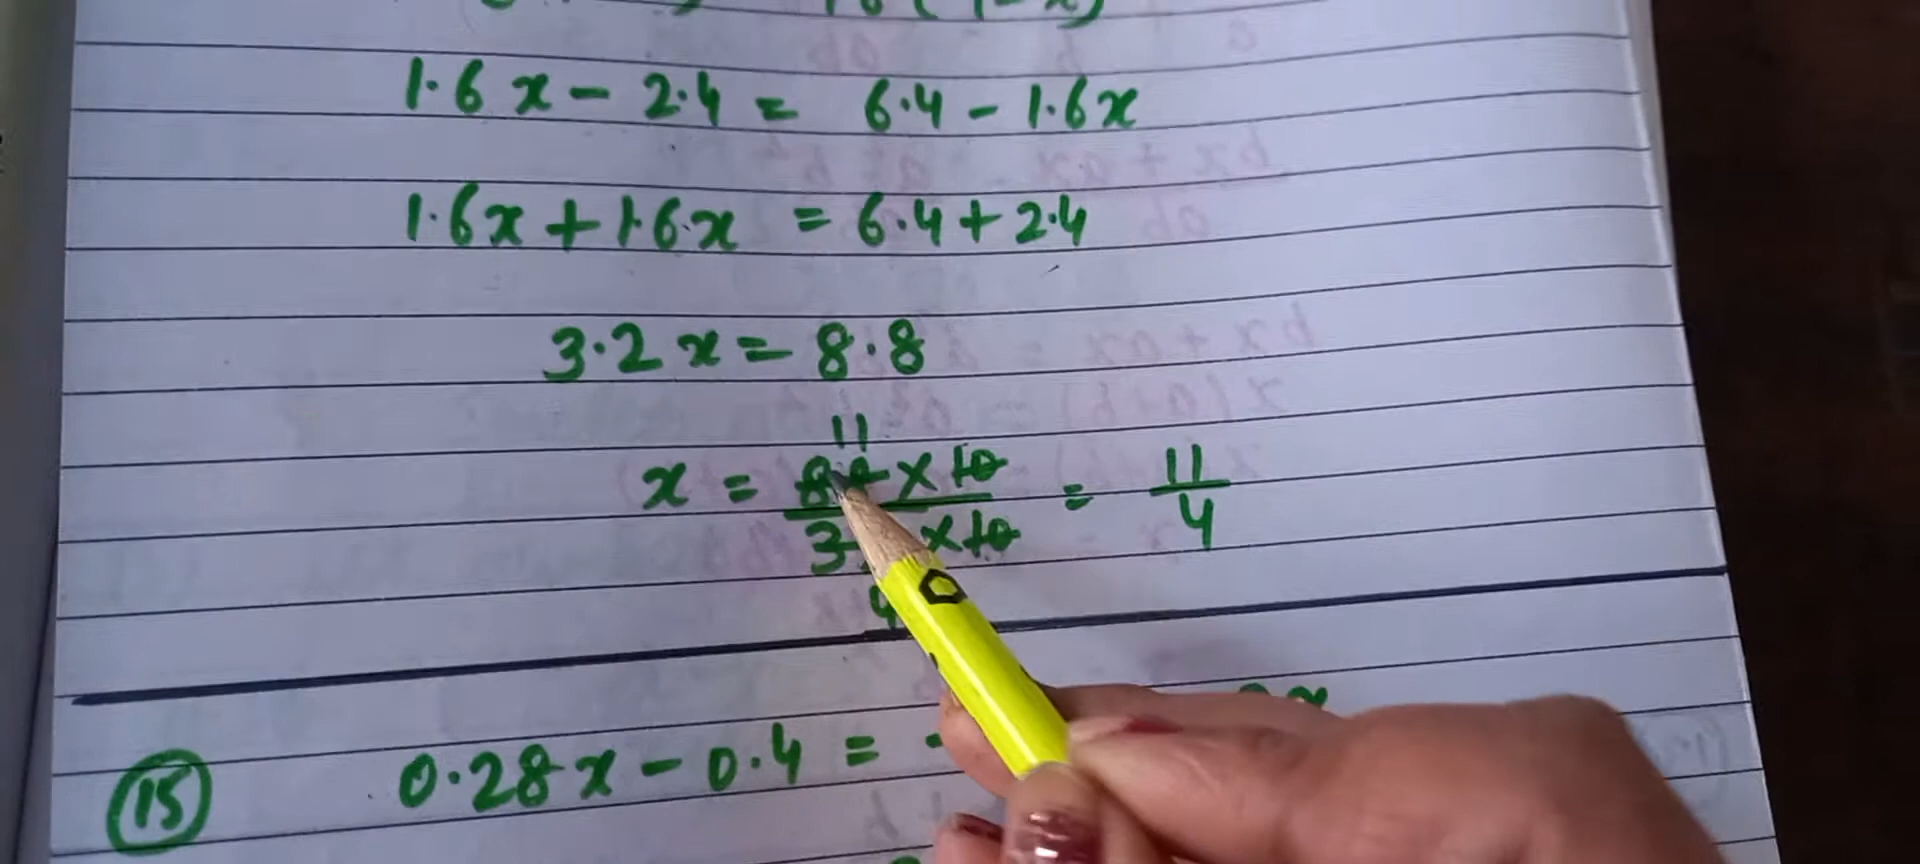 1.6x - 2.4 = 6.4 - 1.6x
1.6x + 1.6x = 6.4 + 2.4
3.2x = 8.8
11
x = 88 x 10 = 11
3 x 10 4
4
15 0.28x - 0.4 =